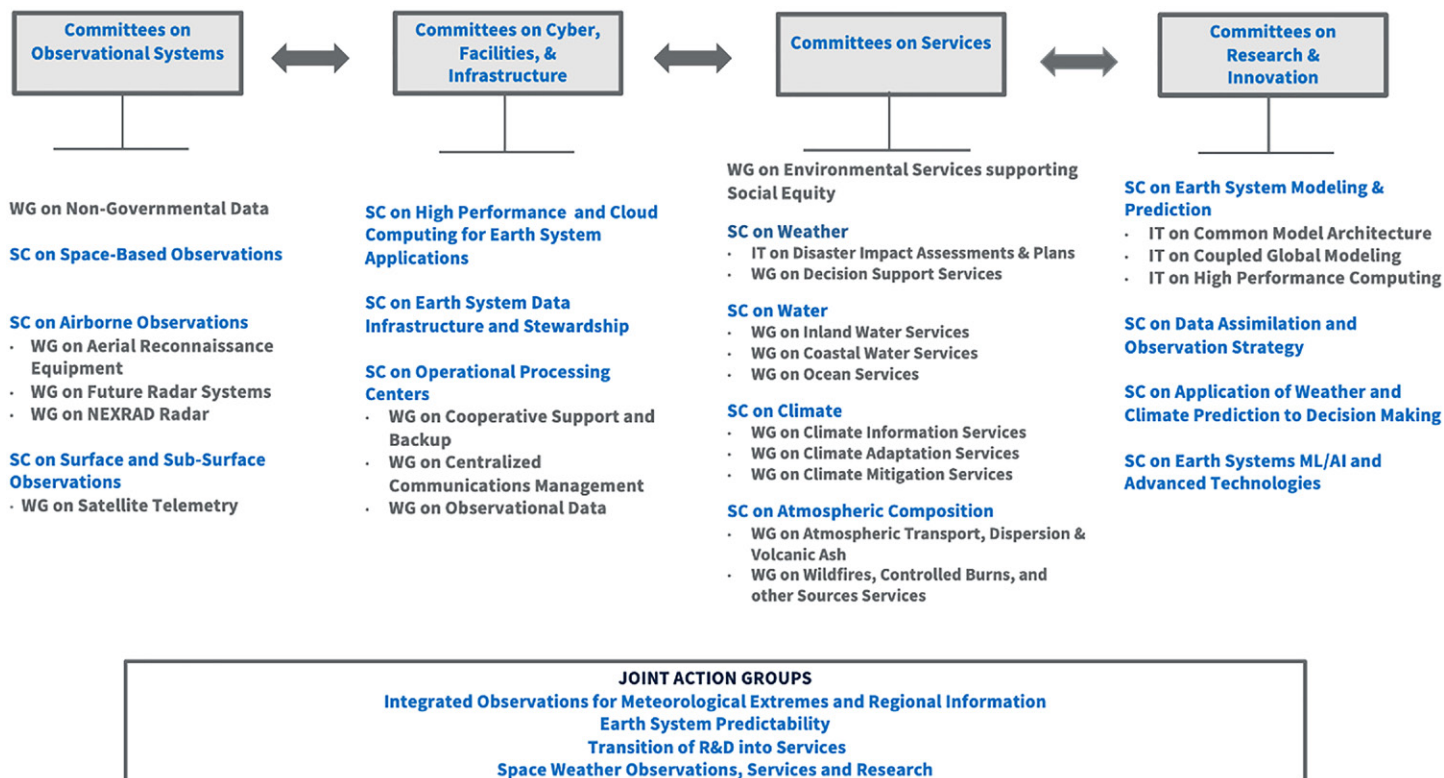 Committees on
Observational Systems
Committees on Cyber,
Facilities, &
Infrastructure
Committees on Services
Committees on
Research &
Innovation
WG on Non-Governmental Data
SC on Space-Based Observations
SC on Airborne Observations
· WG on Aerial Reconnaissance
Equipment
· WG on Future Radar Systems
· WG on NEXRAD Radar
SC on Surface and Sub-Surface
Observations
· WG on Satellite Telemetry
SC on High Performance and Cloud
Computing for Earth System
Applications
SC on Earth System Data
Infrastructure and Stewardship
SC on Operational Processing
Centers
· WG on Cooperative Support and
Backup
· WG on Centralized
Communications Management
· WG on Observational Data
WG on Environmental Services supporting
Social Equity
SC on Weather
· IT on Disaster Impact Assessments & Plans
· WG on Decision Support Services
SC on Water
· WG on Inland Water Services
· WG on Coastal Water Services
· WG on Ocean Services
SC on Climate
· WG on Climate Information Services
· WG on Climate Adaptation Services
· WG on Climate Mitigation Services
SC on Atmospheric Composition
· WG on Atmospheric Transport, Dispersion &
Volcanic Ash
· WG on Wildfires, Controlled Burns, and
other Sources Services
SC on Earth System Modeling &
Prediction
· IT on Common Model Architecture
· IT on Coupled Global Modeling
· IT on High Performance Computing
SC on Data Assimilation and
Observation Strategy
SC on Application of Weather and
Climate Prediction to Decision Making
SC on Earth Systems ML/AI and
Advanced Technologies
JOINT ACTION GROUPS
Integrated Observations for Meteorological Extremes and Regional Information
Earth System Predictability
Transition of R&D into Services
Space Weather Observations, Services and Research